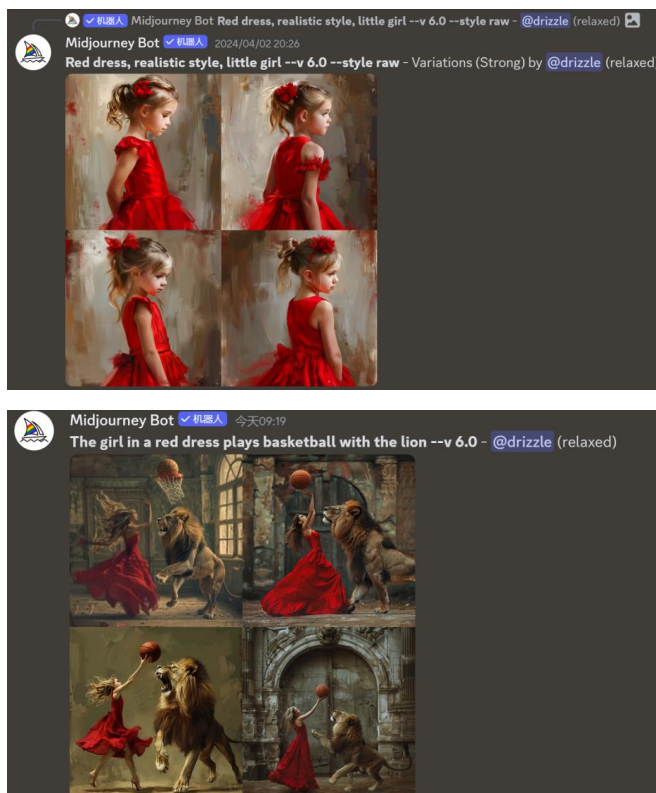 ✓机器人 Midjourney Bot Red dress, realistic style, little girl --v 6.0 --style raw - @drizzle (relaxed)
Midjourney Bot ✓机器人 2024/04/02 20:26
Red dress, realistic style, little girl --v 6.0 --style raw - Variations (Strong) by @drizzle (relaxed
Midjourney Bot ✓机器人 今天09:19
The girl in a red dress plays basketball with the lion --v 6.0 - @drizzle (relaxed)